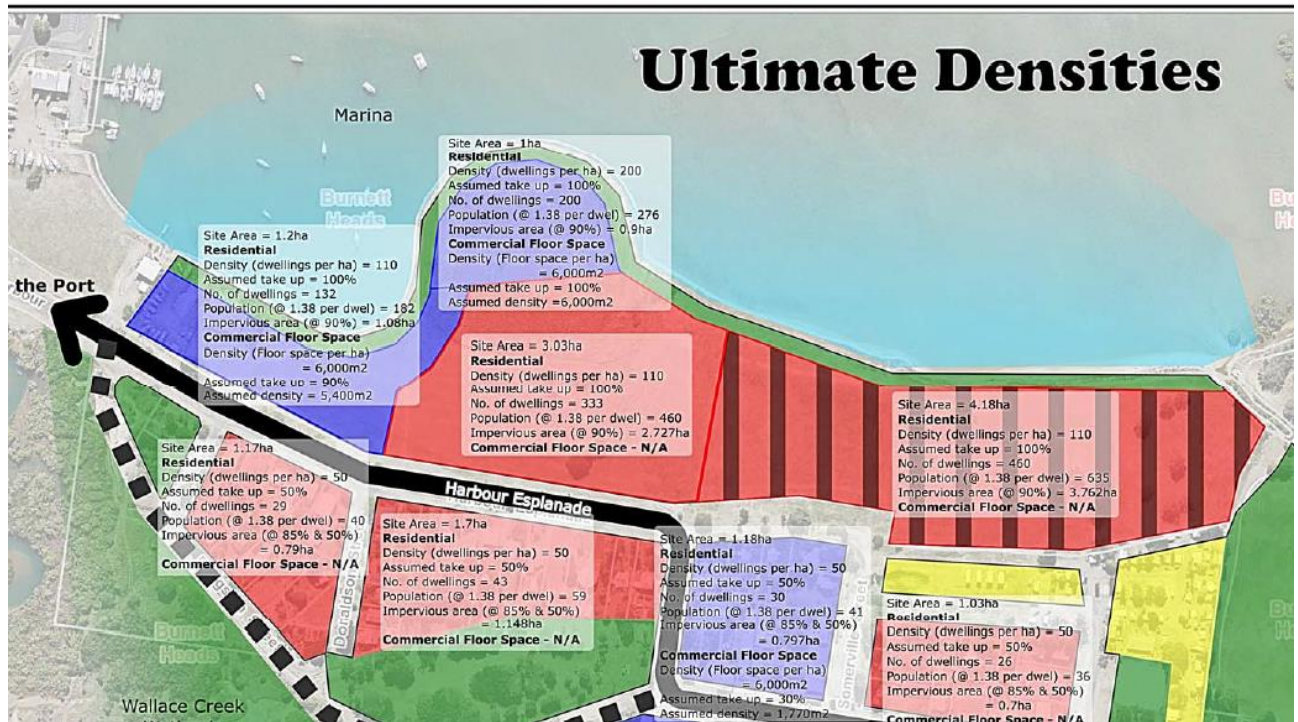 Ultimate Densities
Marina
Burnett
Heads
the Port
Site Area = 1ha
Residential
Density (dwellings per ha) = 200
Assumed take up = 100%
No. of dwellings = 200
Population (@ 1.38 per dwel) = 276
Impervious area (@ 90%) = 0.9ha
Commercial Floor Space
Density (Floor space per ha)
= 6,000m2
Assumed take up = 100%
Assumed density =6,000m2
Site Area = 1.2ha
Residential
Density (dwellings per ha) = 110
Assumed take up = 100%
No. of dwellings = 132
Population (@ 1.38 per dwel) = 182
Impervious area (@ 90%) = 1.08ha
Commercial Floor Space
Density (Floor space per ha)
= 6,000m2
Assumed take up = 90%
Assumed density = 5,400m2
Site Area = 3.03ha
Residential
Density (dwellings per ha) = 110
Assumed take up = 100%
No. of dwellings = 333
Population (@ 1.38 per dwel) = 460
Impervious area (@ 90%) = 2.727ha
Commercial Floor Space - N/A
Site Area = 4.18ha
Residential
Density (dwellings per ha) = 110
Assumed take up = 100%
No. of dwellings = 460
Population (@ 1.38 per dwel) = 635
Impervious area (@ 90%) = 3.762ha
Commercial Floor Space - N/A
Site Area = 1.17ha
Residential
Density (dwellings per ha) = 50
Assumed take up = 50%
No. of dwellings = 29
Population (@ 1.38 per dwel) = 40
Impervious area (@ 85% & 50%)
= 0.79ha
Commercial Floor Space - N/A
Harbour Esplanade
Site Area = 1.7ha
Residential
Density (dwellings per ha) = 50
Assumed take up = 50%
No. of dwellings = 43
Population (@ 1.38 per dwel) = 59
Impervious area (@ 85% & 50%)
= 1.148ha
Commercial Floor Space - N/A
Site Area = 1.18ha
Residential
Density (dwellings per ha) = 50
Assumed take up = 50%
No. of dwellings = 30
Population (@ 1.38 per dwel) = 41
Impervious area (@ 85% & 50%)
= 0.797ha
Commercial Floor Space
Density (Floor space per ha)
= 6,000m2
Assumed take up = 30%
Assumed density = 1,770m2
Site Area = 1.03ha
Residential
Density (dwellings per ha) = 50
Assumed take up = 50%
No. of dwellings = 26
Population (@ 1.38 per dwel) = 36
Impervious area (@ 85% & 50%)
= 0.7ha
Commercial Floor Space - N/A
Somerville Street
Burnett
Heads
Wallace Creek